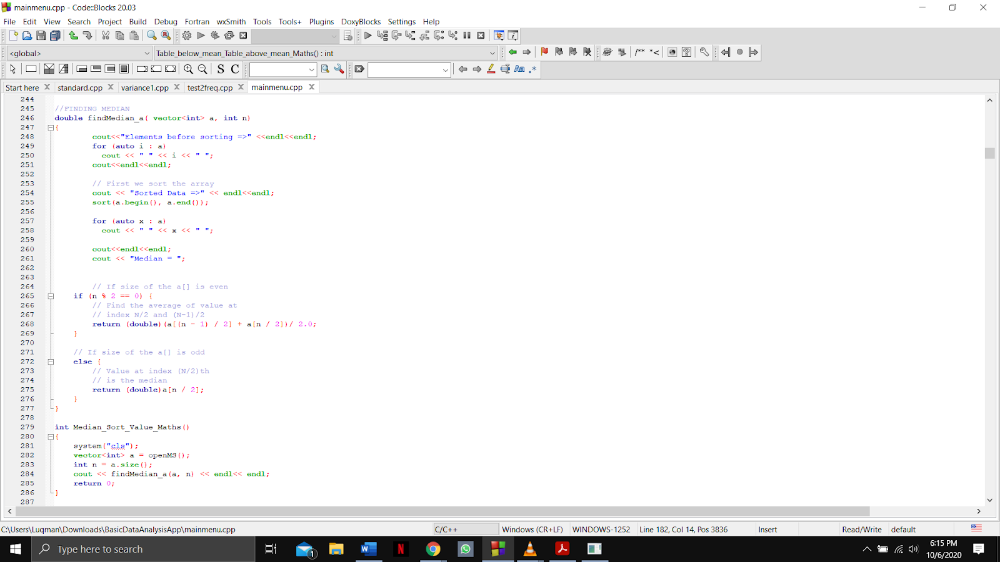 mainmenu.cpp - Code::Blocks 20.03
File Edit View Search Project Build Debug Fortran wxSmith Tools Tools+ Plugins DoxyBlocks Settings Help
<global> Table_below_mean_Table_above_mean_Maths() : int
/** *<
S C Aa .*
Start here standard.cpp variance1.cpp test2freq.cpp mainmenu.cpp
244
245 //FINDING MEDIAN
246 double findMedian_a( vector<int> a, int n)
247 {
248 cout<<"Elements before sorting =>" <<endl<<endl;
249 for (auto i : a)
250 cout << " " << i << " ";
251 cout<<endl<<endl;
252
253 // First we sort the array
254 cout << "Sorted Data =>" << endl<<endl;
255 sort(a.begin(), a.end());
256
257 for (auto x : a)
258 cout << " " << x << " ";
259
260 cout<<endl<<endl;
261 cout << "Median = ";
262
263
264 // If size of the a[] is even
265 if (n % 2 == 0) {
266 // Find the average of value at
267 // index N/2 and (N-1)/2
268 return (double)(a[(n - 1) / 2] + a[n / 2])/ 2.0;
269 }
270
271 // If size of the a[] is odd
272 else {
273 // Value at index (N/2)th
274 // is the median
275 return (double)a[n / 2];
276 }
277 }
278
279 int Median_Sort_Value_Maths()
280 {
281 system("cls");
282 vector<int> a = openMS();
283 int n = a.size();
284 cout << findMedian_a(a, n) << endl<< endl;
285 return 0;
286 }
287
C:\Users\Luqman\Downloads\BasicDataAnalysisApp\mainmenu.cpp C/C++ Windows (CR+LF) WINDOWS-1252 Line 182, Col 14, Pos 3836 Insert Read/Write default
Type here to search 1 W N 6:15 PM
10/6/2020